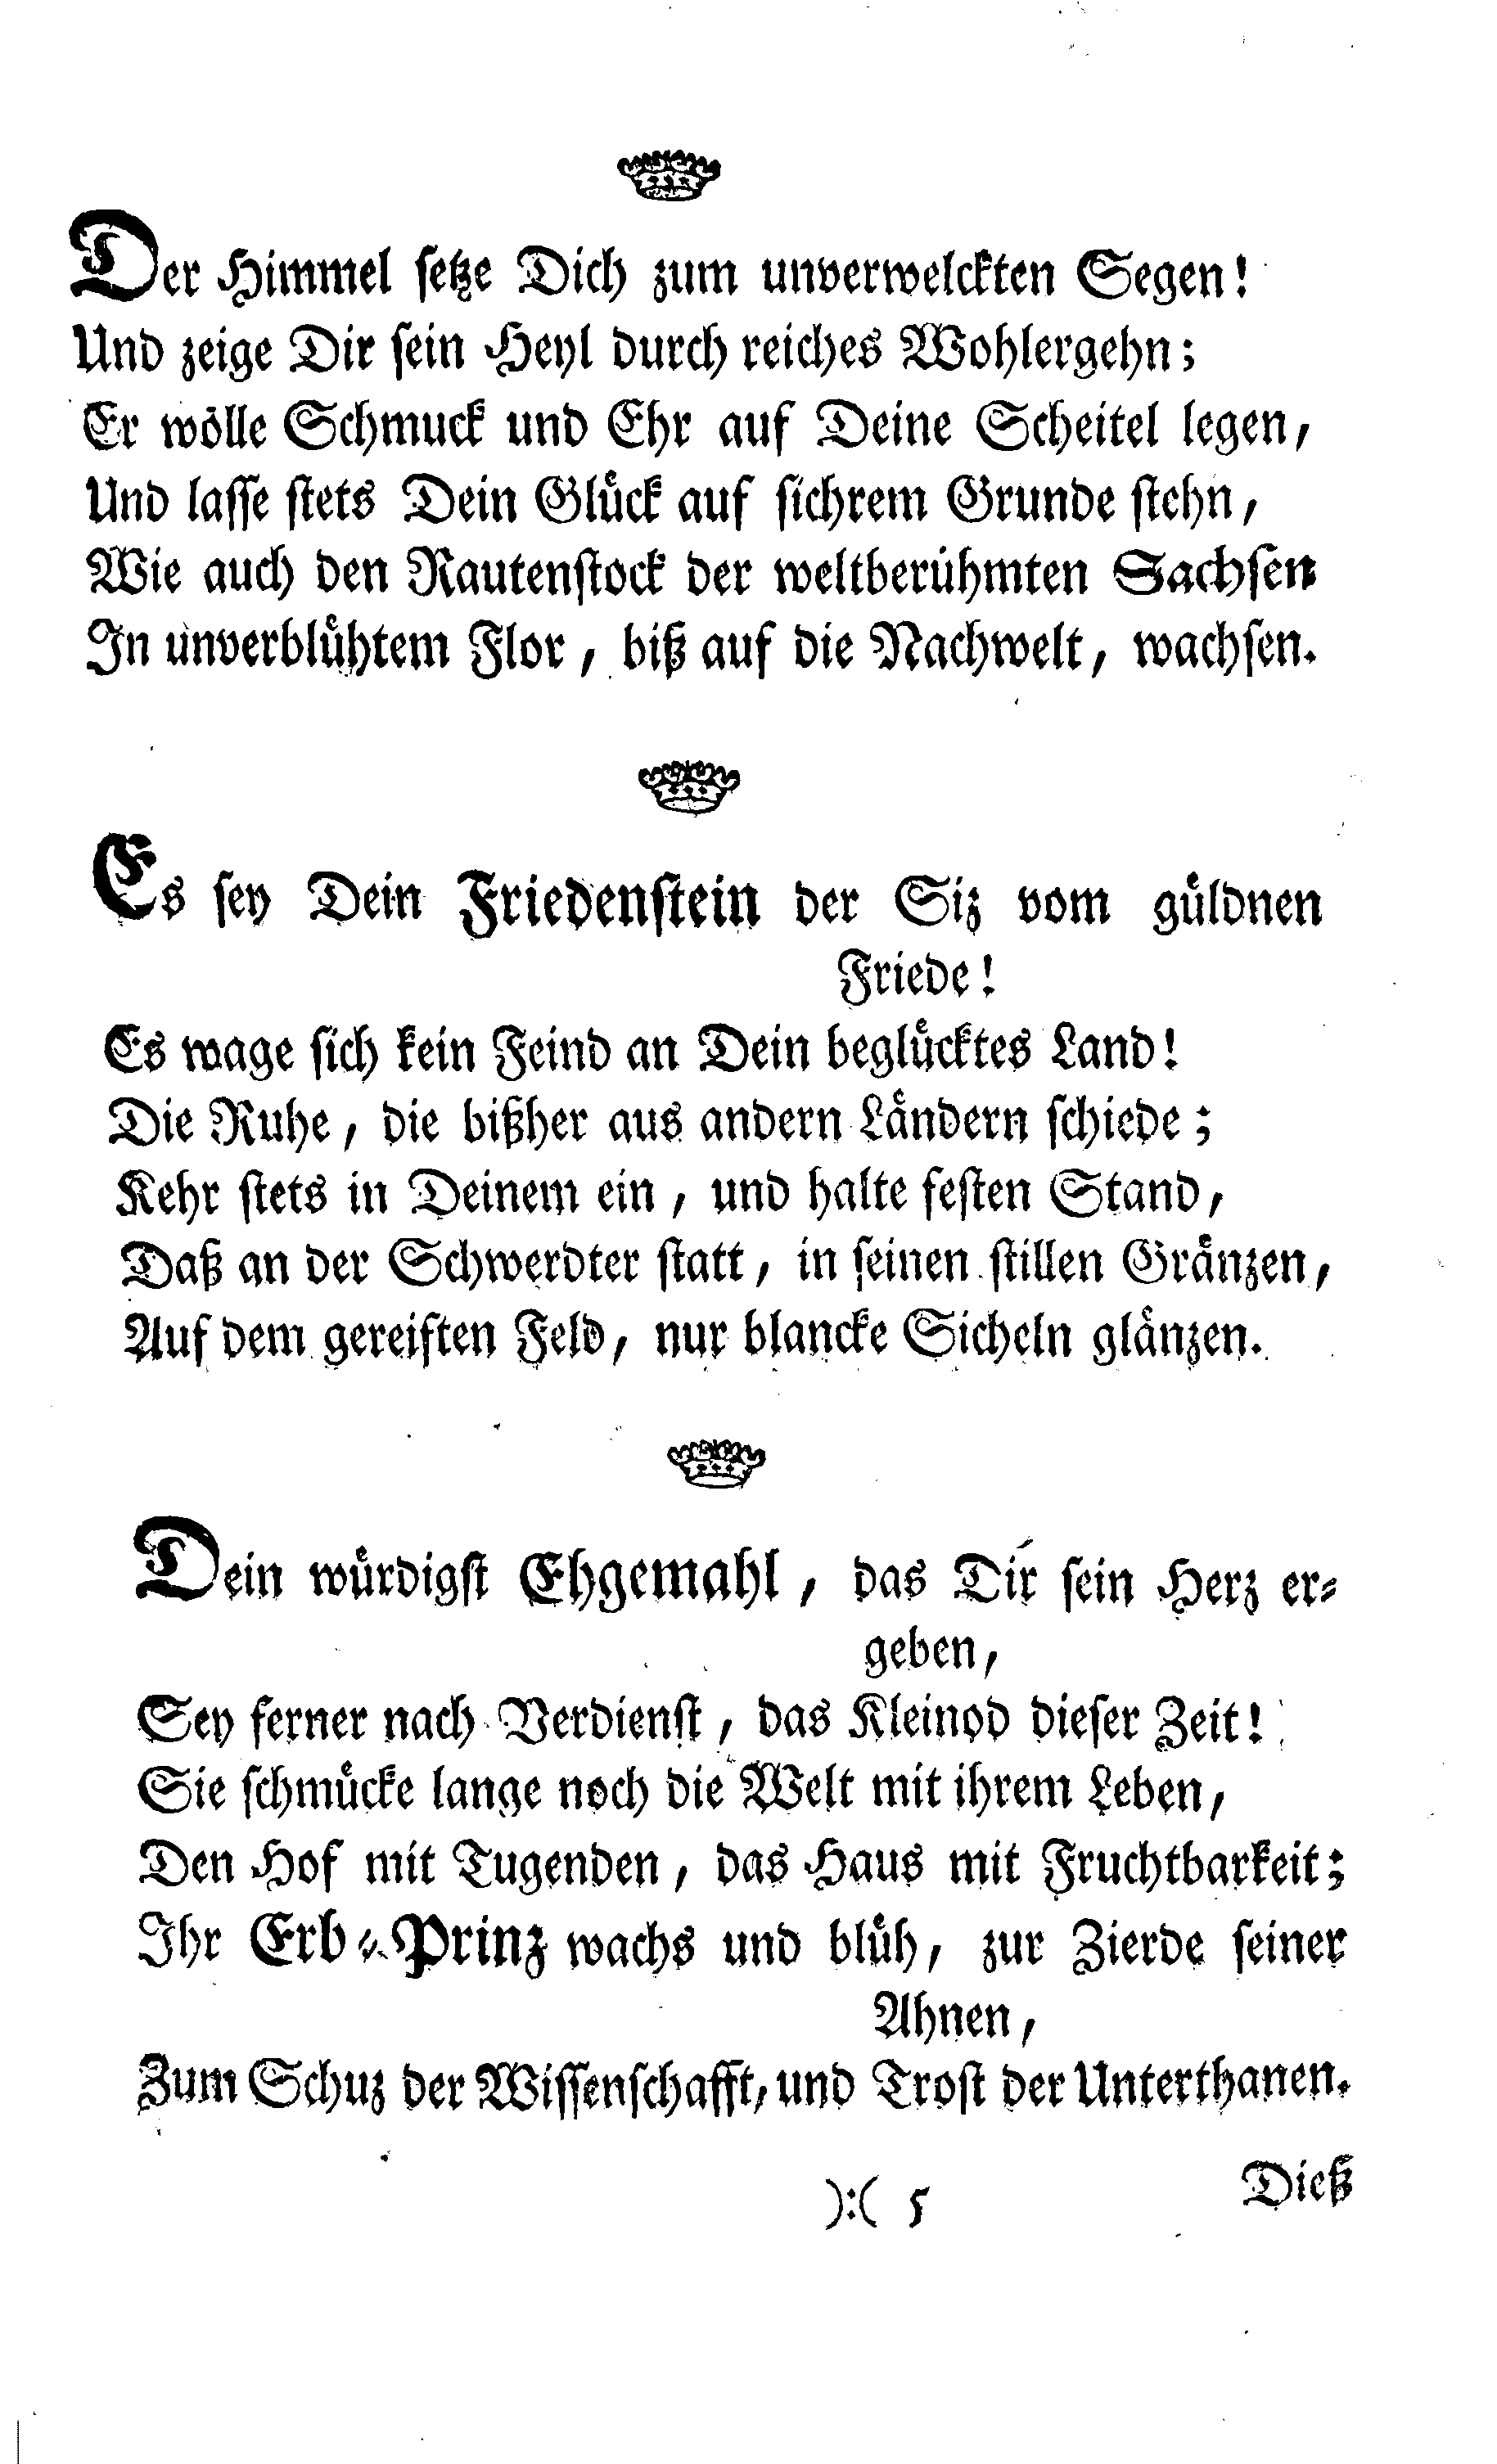 Der Himmel setze Dich zum unverwelckten Segen!
Und zeige Dir sein Heyl durch reiches Wohlergehn;
Er wölle Schmuck und Ehr auf Deine Scheitel legen,
Und lasse stets Dein Glück auf sichrem Grunde stehn,
Wie auch den Rautenstock der weltberühmten Sachsen
In unverblühtem Flor, biß auf die Nachwelt, wachsen.
Es sey Dein Friedenstein der Siz vom güldnen
Friede!
Es wage sich kein Feind an Dein beglücktes Land!
Die Ruhe, die bißher aus andern Ländern schiede;
Kehr stets in Deinem ein, und halte festen Stand,
Daß an der Schwerdter statt, in seinen stillen Gränzen,
Auf dem gereiften Feld, nur blancke Sicheln glänzen.
Dein würdigst Ehgemahl, das Dir sein Herz er-
geben,
Sey ferner nach Verdienst, das Kleinod dieser Zeit!
Sie schmücke lange noch die Welt mit ihrem Leben,
Den Hof mit Tugenden, das Haus mit Fruchtbarkeit;
Ihr Erb-Prinz wachs und blüh, zur Zierde seiner
Ahnen,
Zum Schuz der Wissenschafft, und Trost der Unterthanen.
):( 5
Dieß